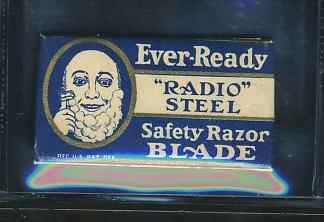 Ever-Ready
"RADIO"
STEEL
Safety Razor
BLADE
REG. U.S. PAT. OFF.